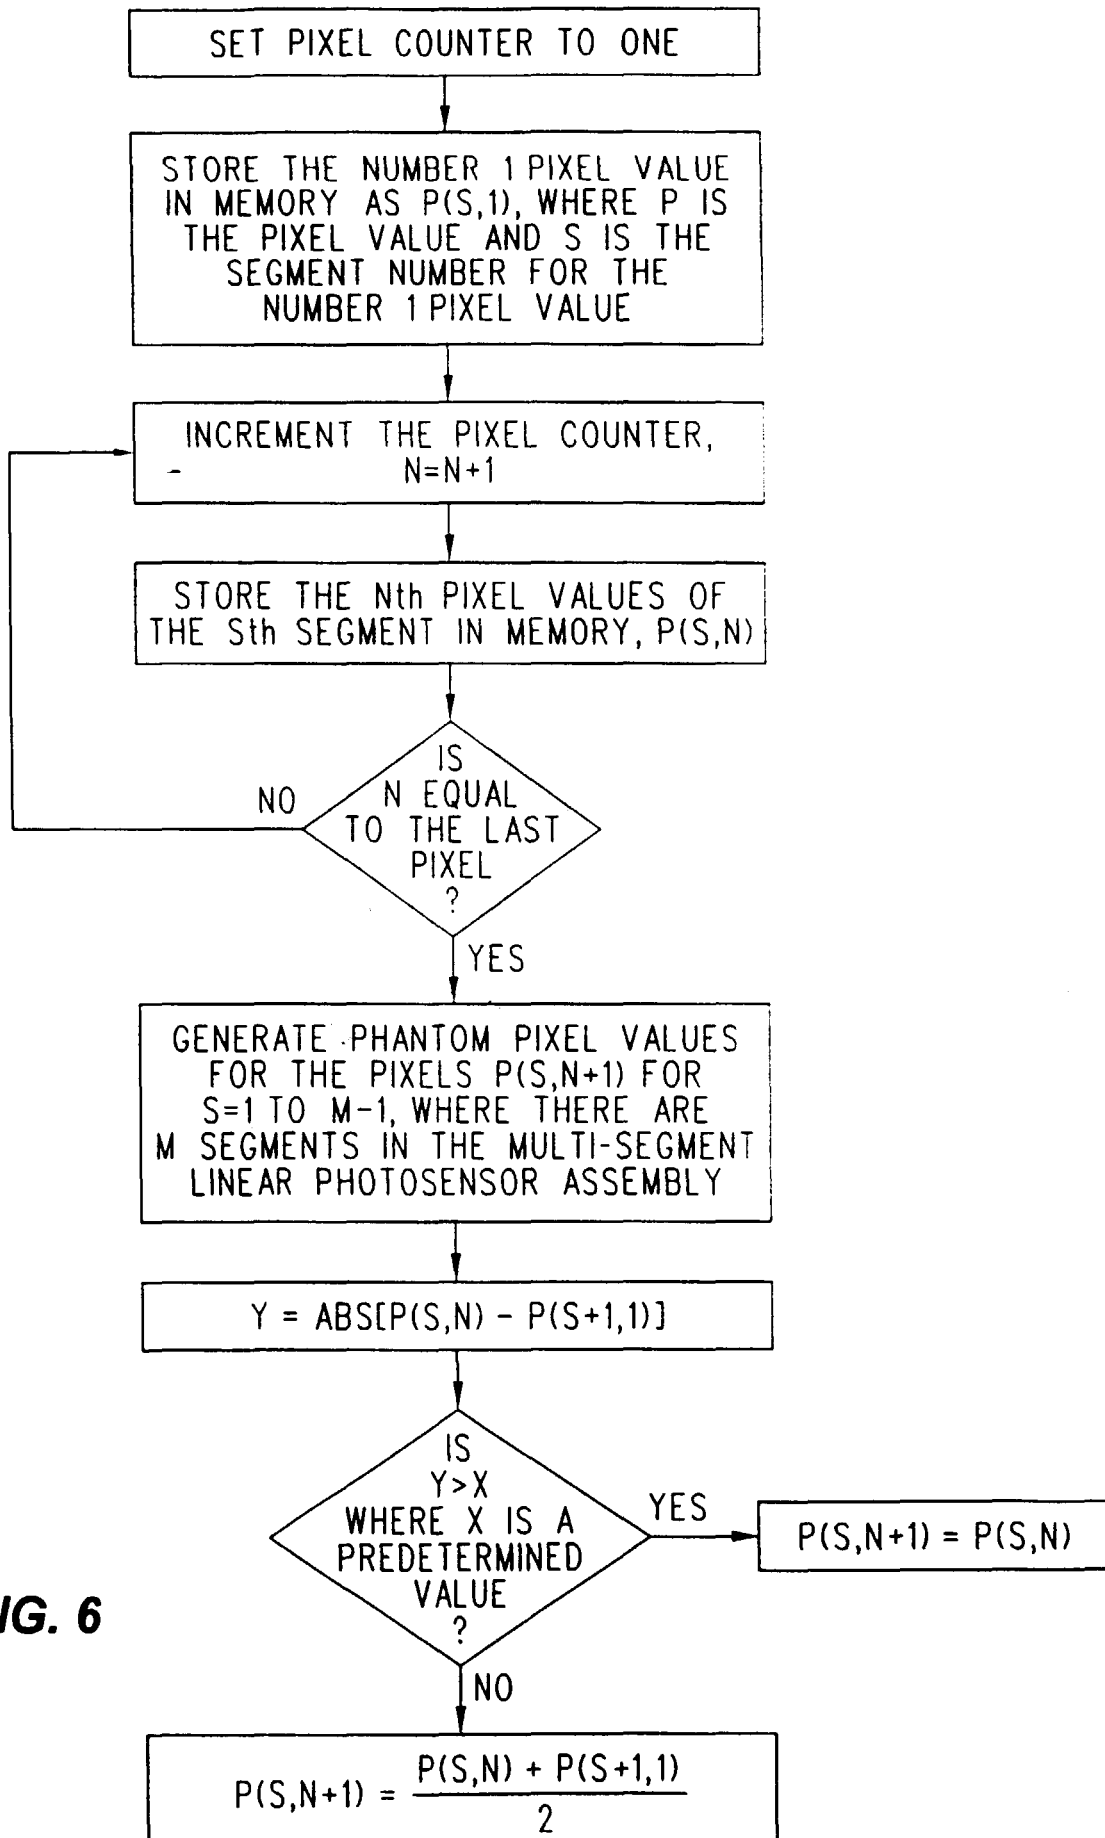 SET PIXEL COUNTER TO ONE
STORE THE NUMBER 1 PIXEL VALUE
IN MEMORY AS P(S,1), WHERE P IS
THE PIXEL VALUE AND S IS THE
SEGMENT NUMBER FOR THE
NUMBER 1 PIXEL VALUE
INCREMENT THE PIXEL COUNTER,
N=N+1
STORE THE Nth PIXEL VALUES OF
THE Sth SEGMENT IN MEMORY, P(S,N)
IS
N EQUAL
TO THE LAST
PIXEL
?
NO
YES
GENERATE PHANTOM PIXEL VALUES
FOR THE PIXELS P(S,N+1) FOR
S=1 TO M-1, WHERE THERE ARE
M SEGMENTS IN THE MULTI-SEGMENT
LINEAR PHOTOSENSOR ASSEMBLY
Y = ABS[P(S,N) - P(S+1,1)]
IS
Y>X
WHERE X IS A
PREDETERMINED
VALUE
?
YES
P(S,N+1) = P(S,N)
NO
P(S,N+1) = P(S,N) + P(S+1,1)
2
IG. 6